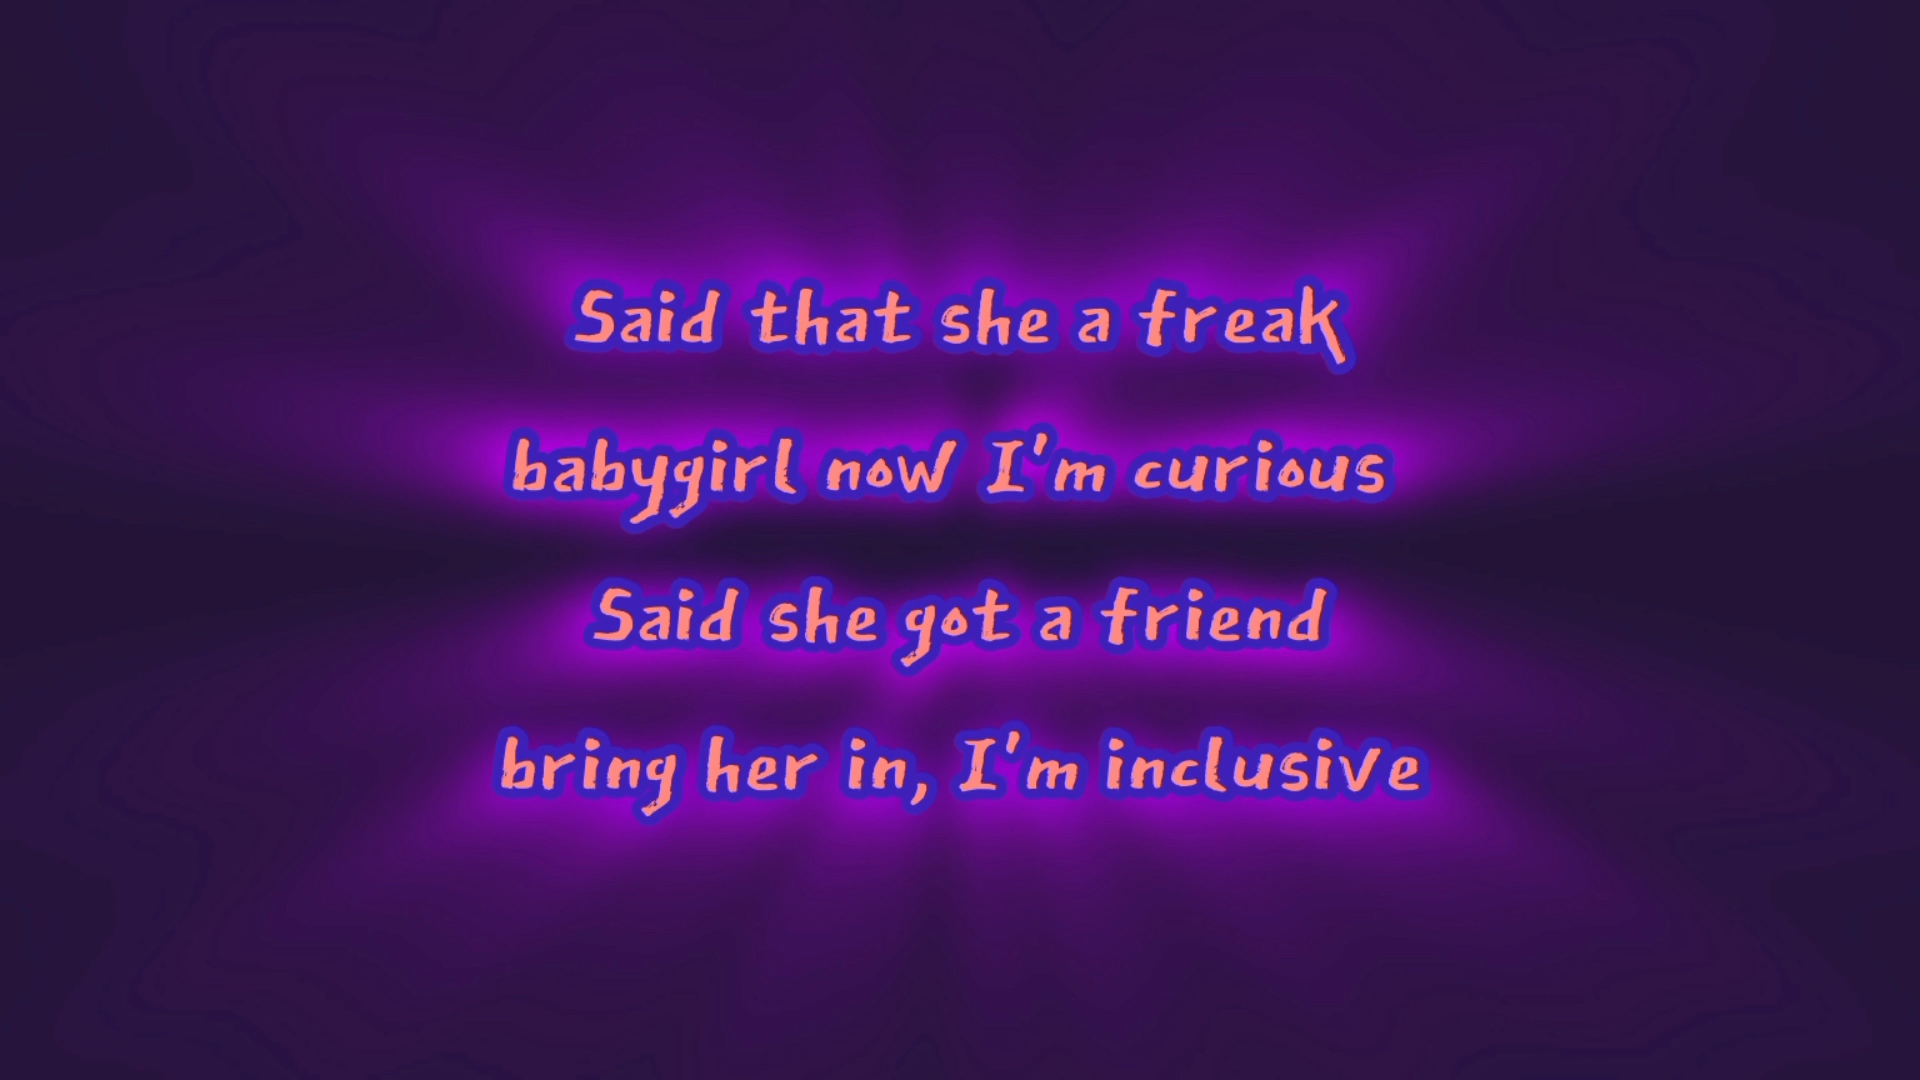 Said that she a freak
babygirl now I'm curious
Said she got a friend
bring her in, I'm inclusive